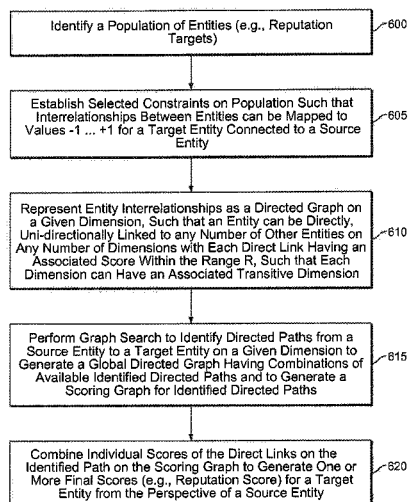 Identify a Population of Entities (e.g., Reputation
Targets)
600
Establish Selected Constraints on Population Such that
Interrelationships Between Entities can be Mapped to
Values -1 ... +1 for a Target Entity Connected to a Source
Entity
605
Represent Entity Interrelationships as a Directed Graph on
a Given Dimension, Such that an Entity can be Directly,
Uni-directionally Linked to any Number of Other Entities on
Any Number of Dimensions with Each Direct Link Having an
Associated Score Within the Range R, Such that Each
Dimension can Have an Associated Transitive Dimension
610
Perform Graph Search to Identify Directed Paths from a
Source Entity to a Target Entity on a Given Dimension to
Generate a Global Directed Graph Having Combinations of
Available Identified Directed Paths and to Generate a
Scoring Graph for Identified Directed Paths
615
Combine Individual Scores of the Direct Links on the
Identified Path on the Scoring Graph to Generate One or
More Final Scores (e.g., Reputation Score) for a Target
Entity from the Perspective of a Source Entity
620